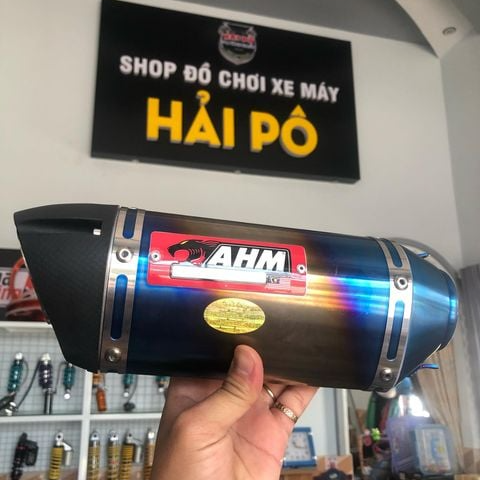 SHOP ĐỒ CHƠI XE MÁY
HẢI PÔ
AHM